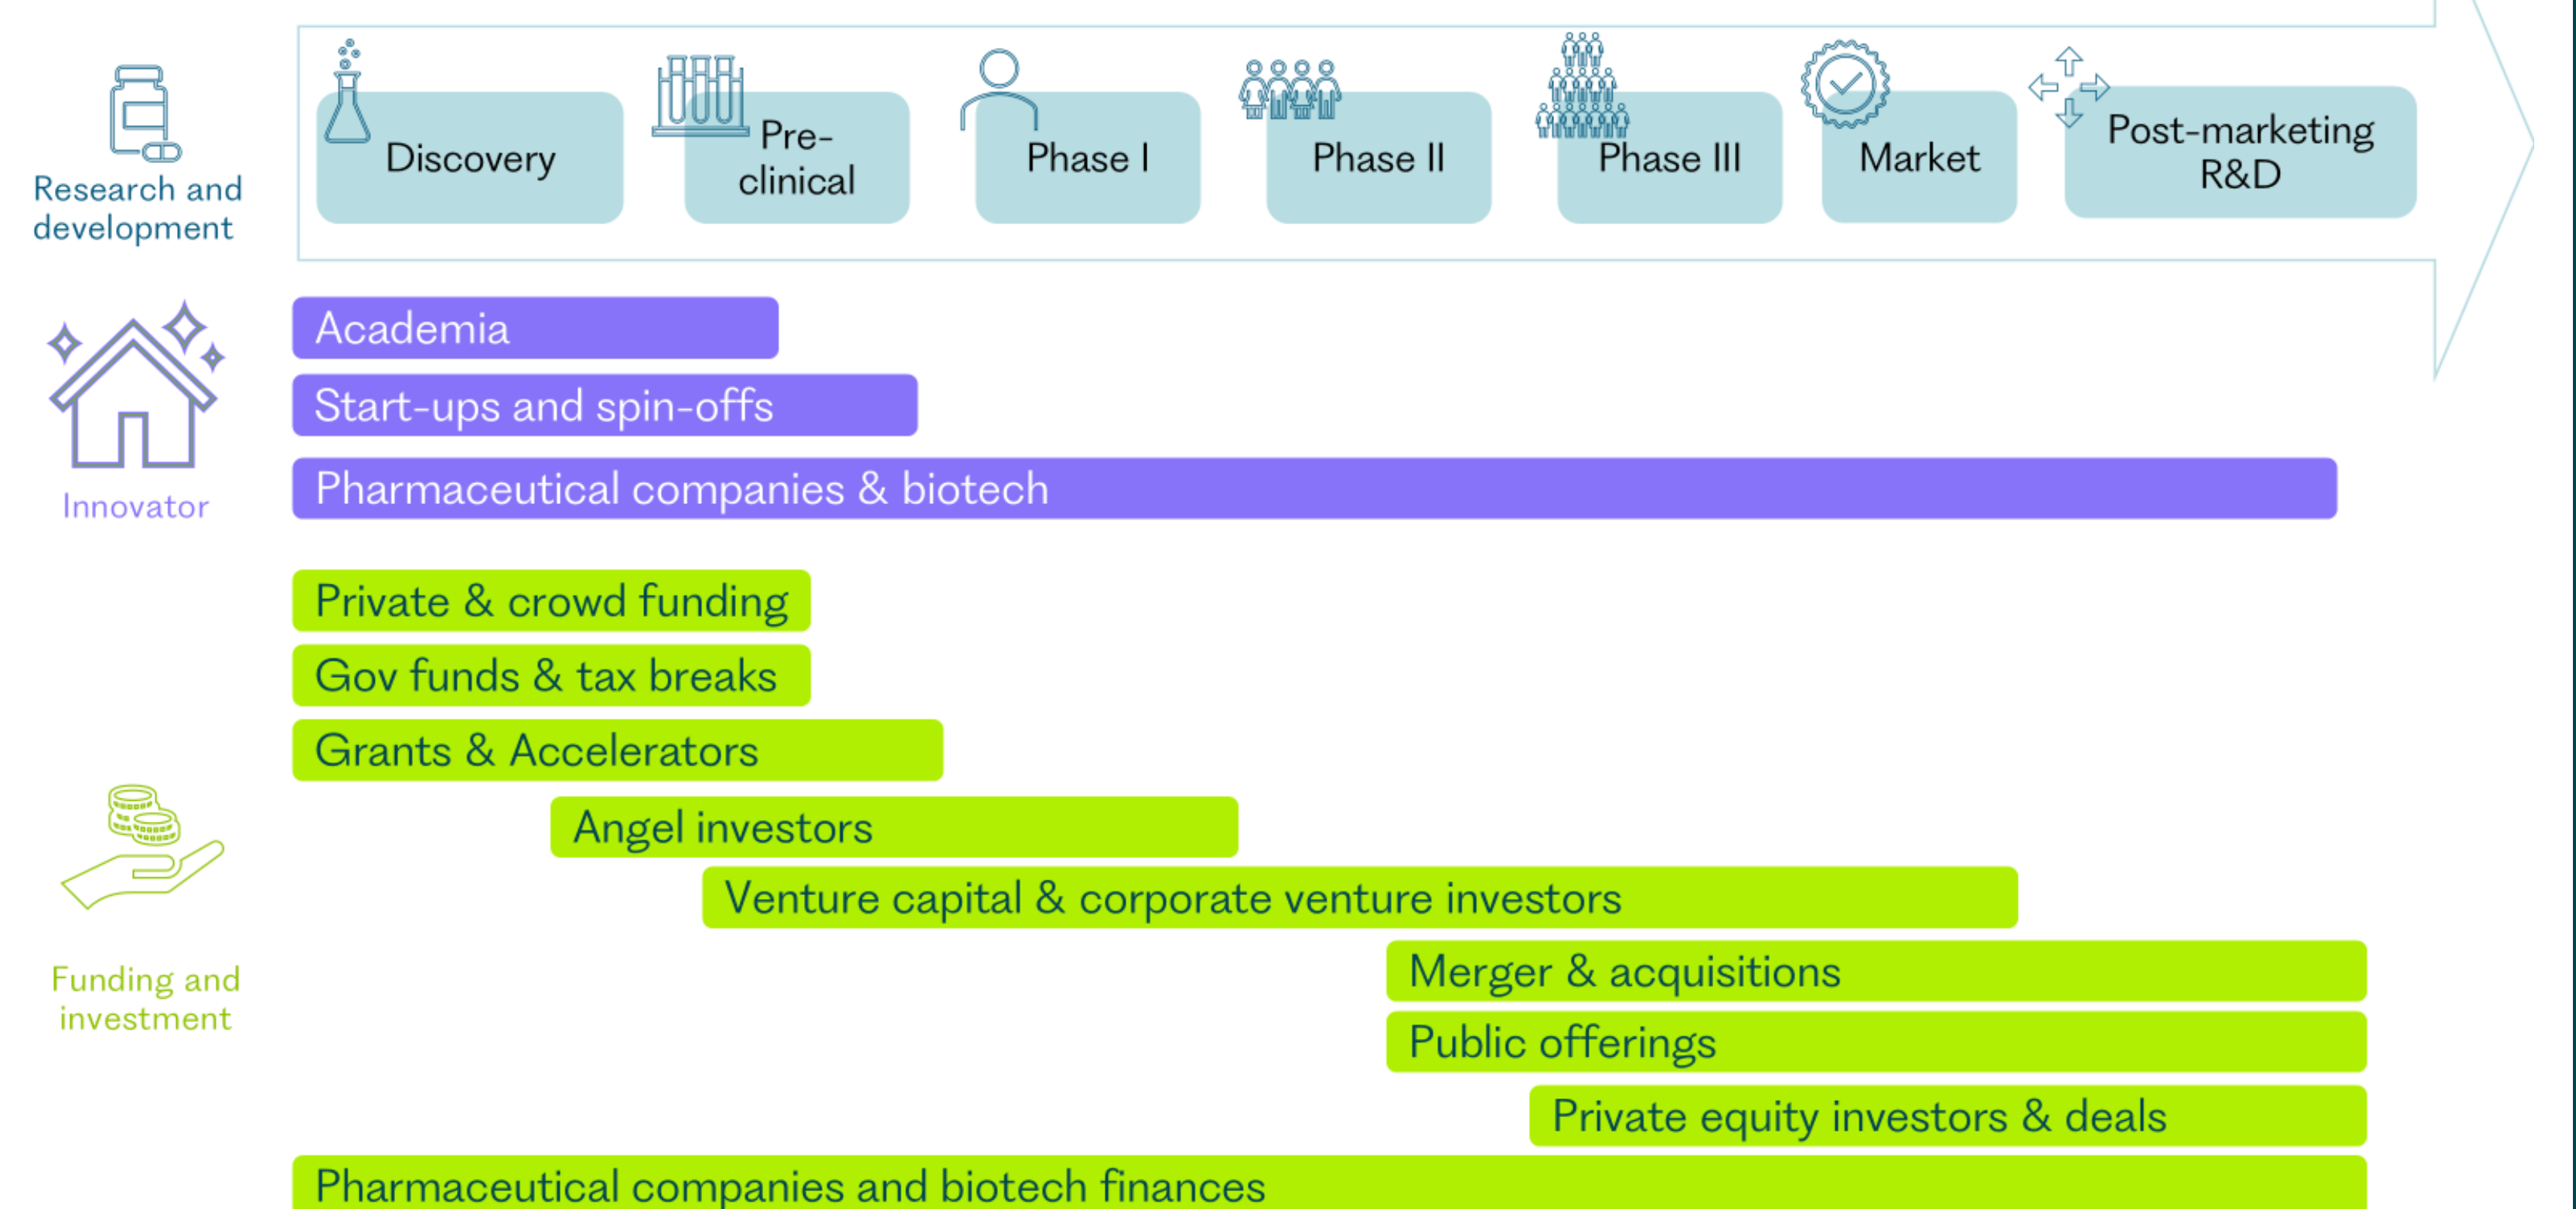 Research and
development
Discovery
Pre-
clinical
Phase I
Phase II
Phase III
Market
Post-marketing
R&D
Innovator
Academia
Start-ups and spin-offs
Pharmaceutical companies & biotech
Funding and
investment
Private & crowd funding
Gov funds & tax breaks
Grants & Accelerators
Angel investors
Venture capital & corporate venture investors
Merger & acquisitions
Public offerings
Private equity investors & deals
Pharmaceutical companies and biotech finances